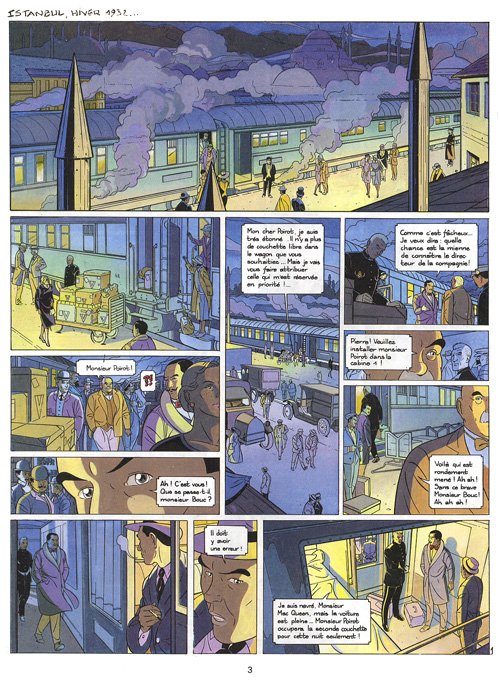 ISTANBUL, HIVER 1932...
Mon cher Poirot, je suis
très étonné : Il n'y a plus
de couchette libre dans
le wagon que vous
souhaitiez... Mais je vais
vous faire attribuer
celle qui m'est réservée
en priorité !...
Comme c'est fâcheux...
Je veux dire : quelle
chance est la mienne
de connaître le direc
teur de la compagnie!
Pierre! Veuillez
installer monsieur
Poirot dans la
cabine 1 !
Monsieur Poirot!
?!
Ah ! C'est vous!
Que se passe-t-il
monsieur Bouc ?
Voilà qui est
rondement
mené ! Ah ah !
Sacré brave
Monsieur Bouc!
Ah ah ah !
Il doit
y avoir
une erreur !
Je suis navré, Monsieur
Mac Queen, mais la voiture
est pleine... Monsieur Poirot
occupera la seconde couchette
pour cette nuit seulement !
1
3